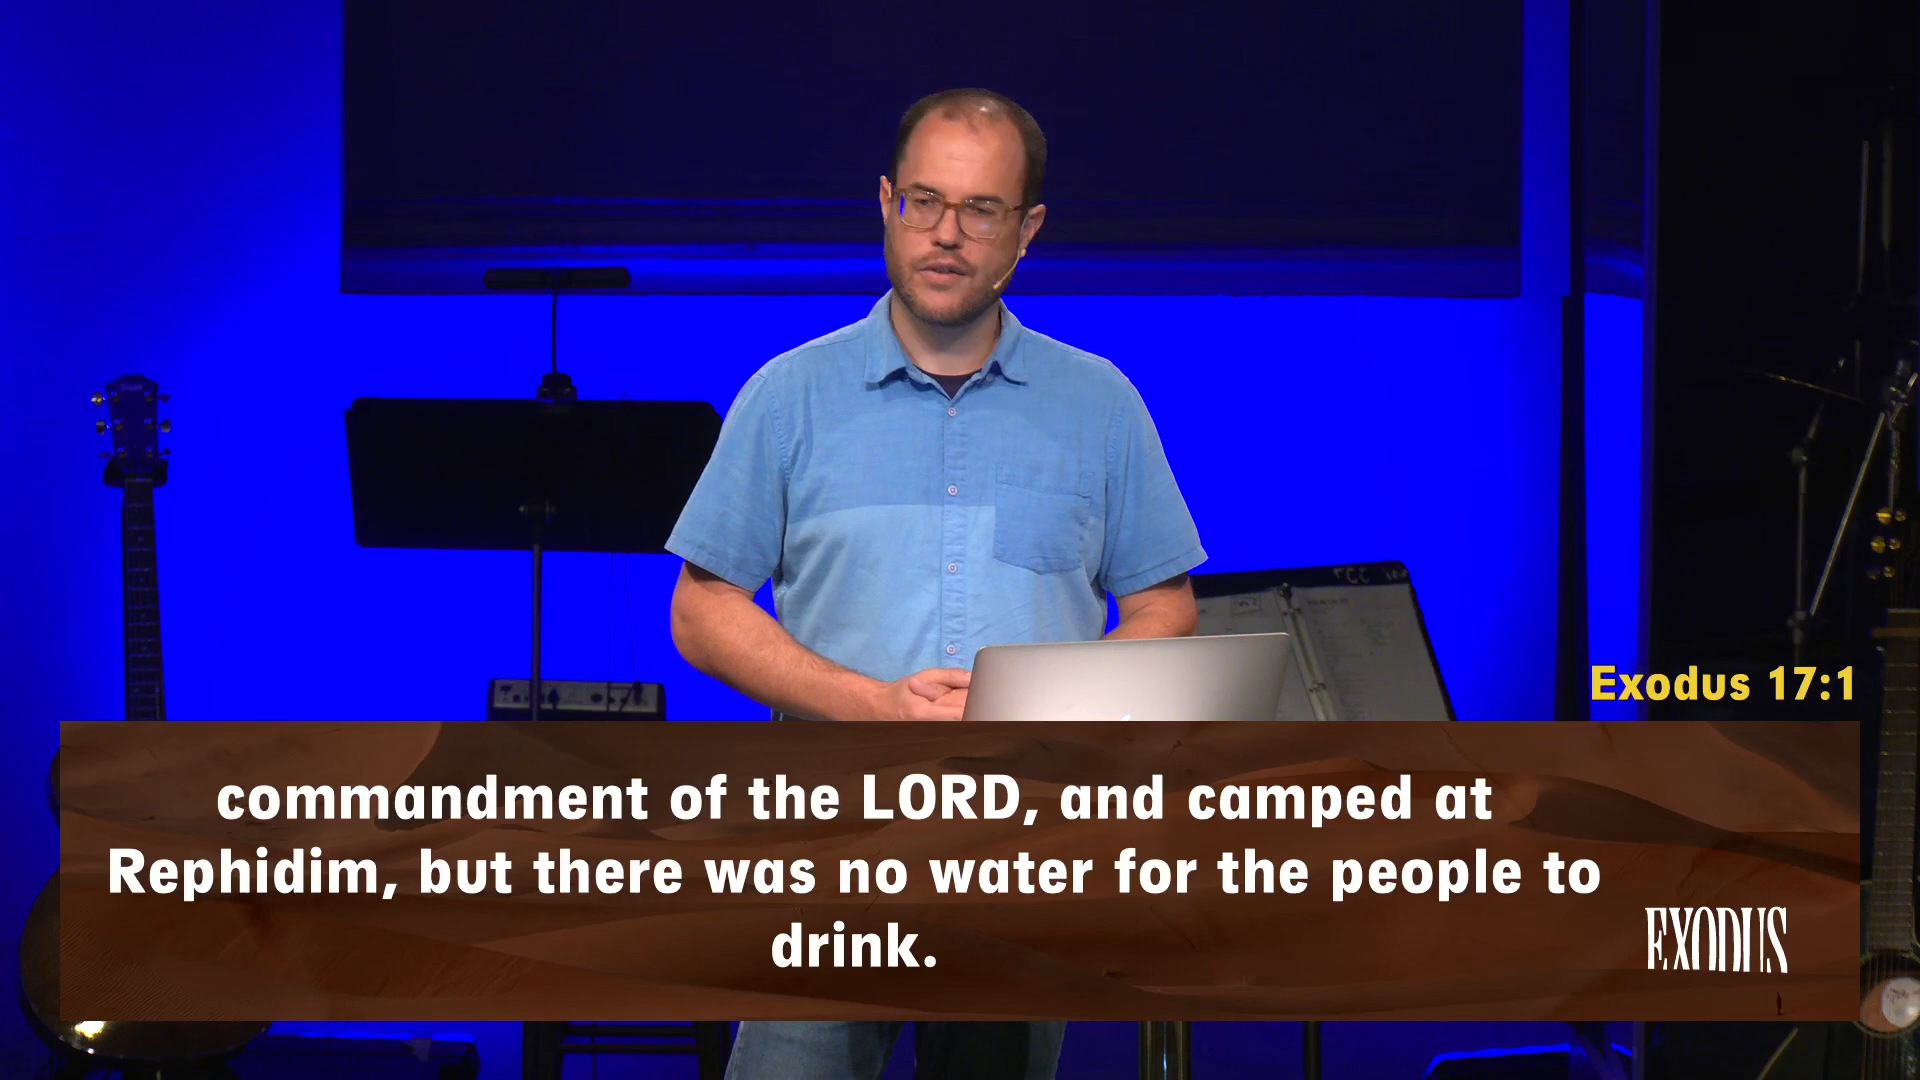 Exodus 17:1
commandment of the LORD, and camped at
Rephidim, but there was no water for the people to
drink.
EXODUS